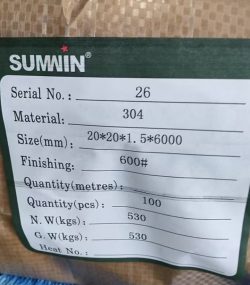 SUMWIN®
Serial No.: 26
Material: 304
Size(mm): 20*20*1.5*6000
Finishing: 600#
Quantity(metres):
Quantity(pcs): 100
N. W(kgs): 530
G. W(kgs): 530
Heat No.: